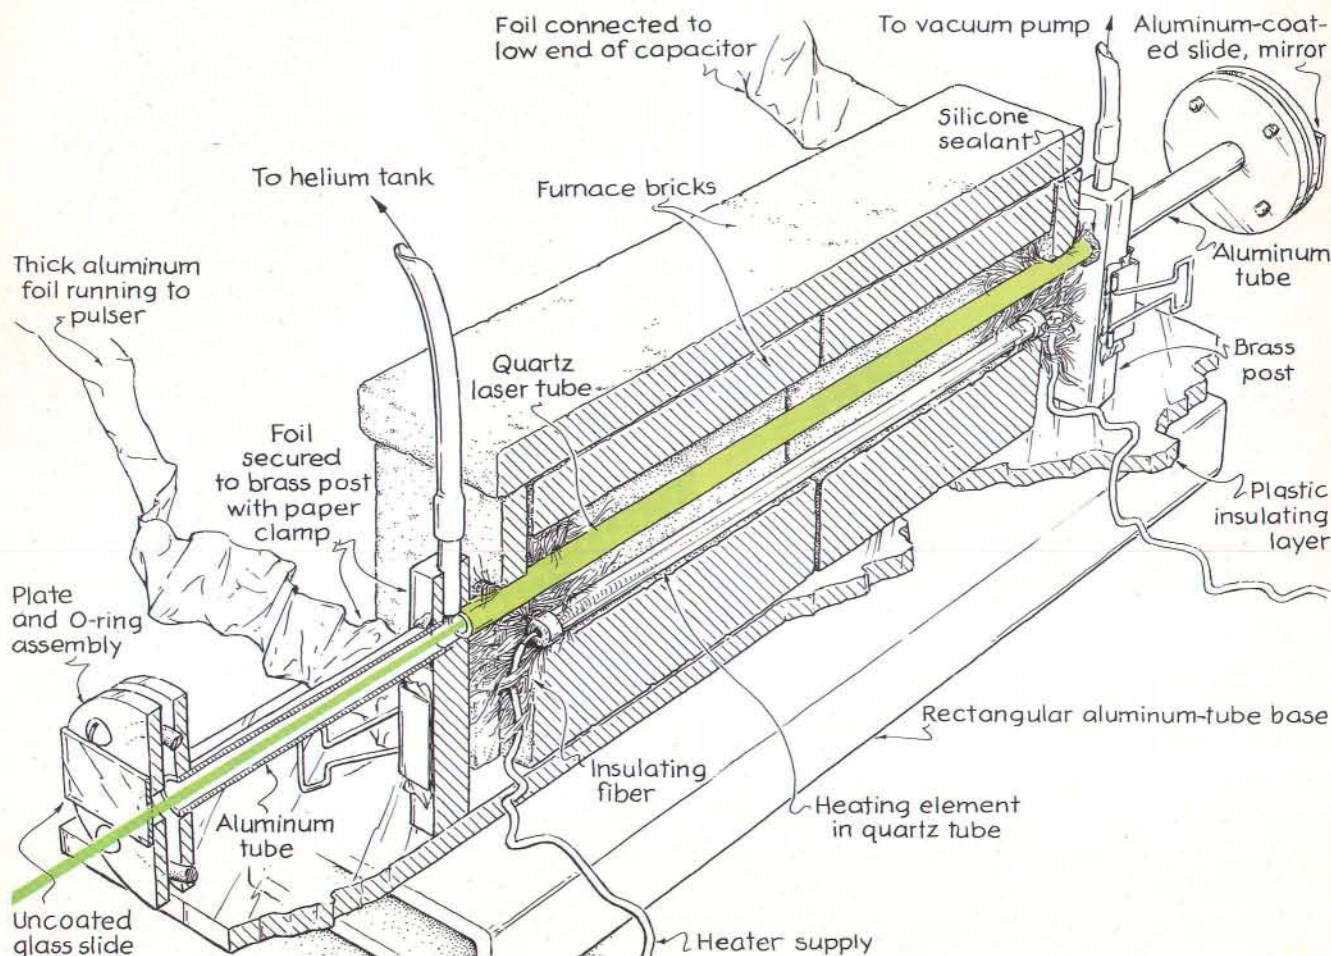 Foil connected to
low end of capacitor
To vacuum pump
Aluminum-coat-
ed slide, mirror
Silicone
sealant
To helium tank
Furnace bricks
Thick aluminum
foil running to
pulser
Aluminum
tube
Quartz
laser tube
Brass
post
Foil
secured
to brass post
with paper
clamp
Plastic
insulating
layer
Plate
and O-ring
assembly
Rectangular aluminum-tube base
Insulating
fiber
Heating element
in quartz tube
Aluminum
tube
Uncoated
glass slide
Heater supply